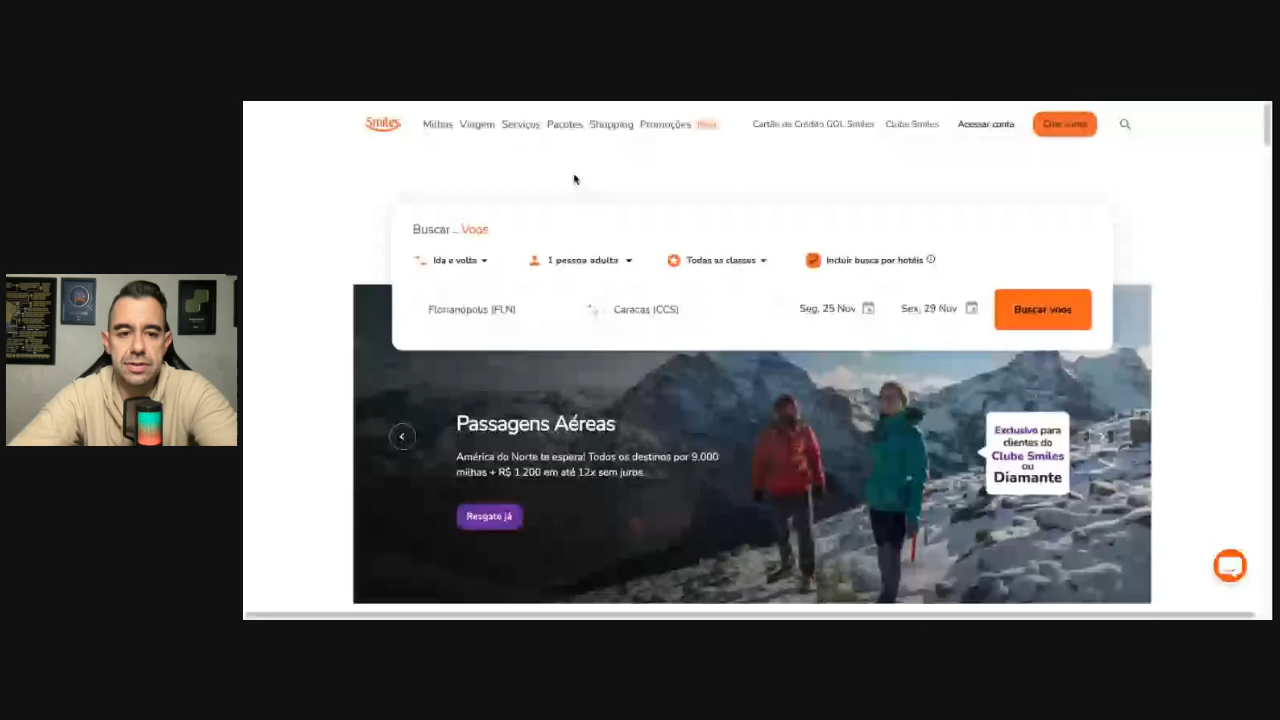 Smiles
Milhas Viagem Serviços Pacotes Shopping Promoções
Cartão de Crédito GOL Smiles Clube Smiles Acessar conta Criar conta
Buscar ... Voos
Ida e volta 1 pessoa adulta Todas as classes Incluir busca por hotéis
Florianópolis (FLN) Caracas (CCS) Seg, 25 Nov Sex, 29 Nov Buscar voos
Passagens Aéreas
América do Norte te espera! Todos os destinos por 9.000
milhas + R$ 1.200 em até 12x sem juros.
Resgate já
Exclusivo para
clientes do
Clube Smiles
ou
Diamante